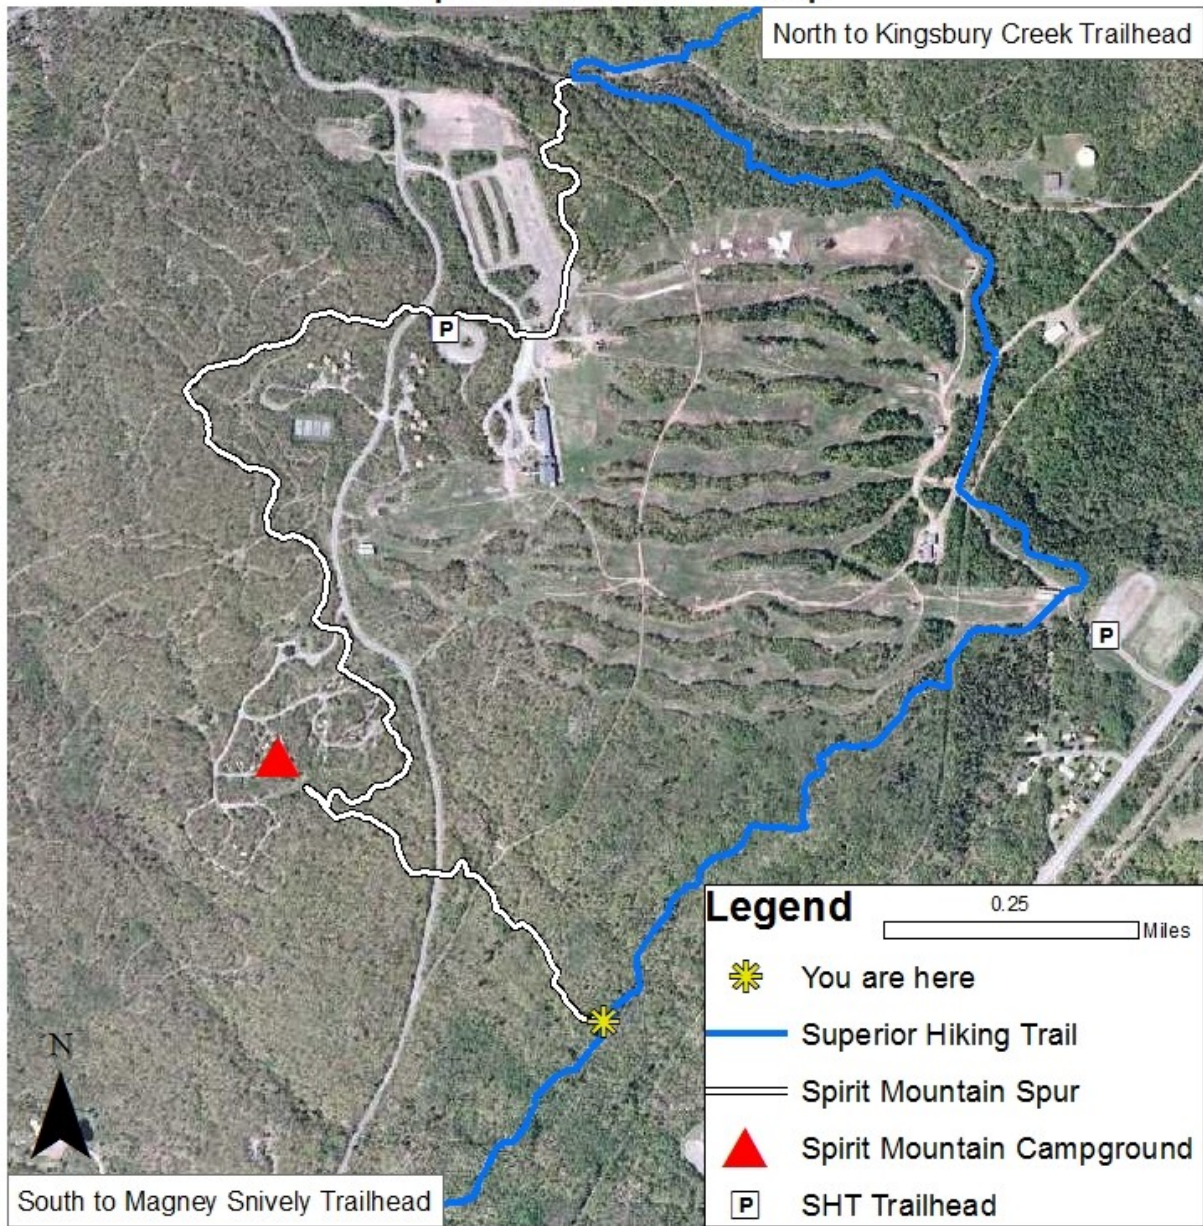 North to Kingsbury Creek Trailhead
P
P
Legend
0.25
Miles
You are here
Superior Hiking Trail
Spirit Mountain Spur
Spirit Mountain Campground
P SHT Trailhead
N
South to Magney Snively Trailhead